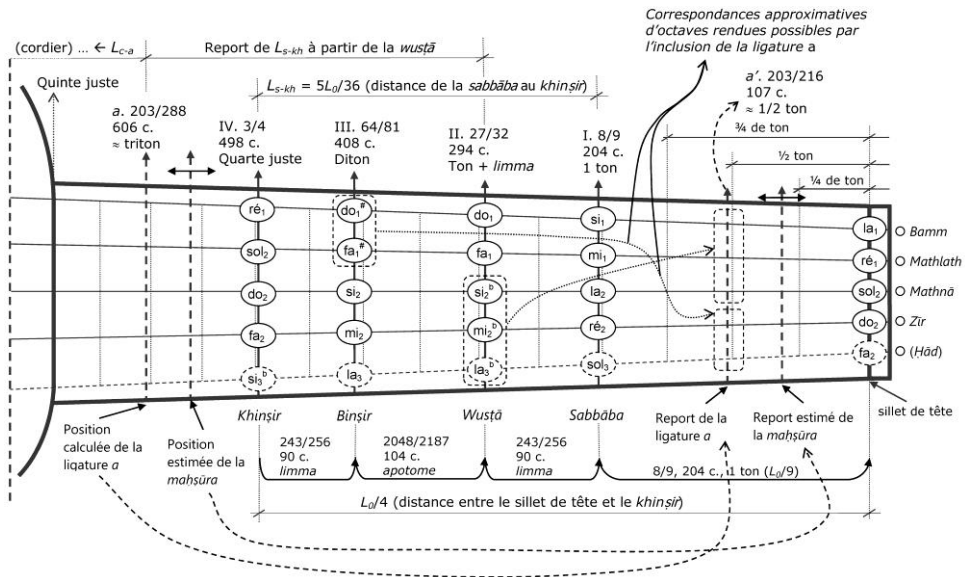 Correspondances approximatives
d'octaves rendues possibles par
l'inclusion de la ligature a
(cordier) ... ← Lc-a
Report de Ls-kh à partir de la wusṭā
Quinte juste
Ls-kh = 5L0/36 (distance de la sabbāba au khinṣir)
a. 203/288
606 c.
≈ triton
IV. 3/4
498 c.
Quarte juste
III. 64/81
408 c.
Diton
II. 27/32
294 c.
Ton + limma
I. 8/9
204 c.
1 ton
a'. 203/216
107 c.
≈ 1/2 ton
¾ de ton
½ ton
¼ de ton
ré1 do1# do1 si1 la1 Bamm
sol2 fa1# fa1 mi1 ré1 Mathlath
do2 si2 si2b la2 sol2 Mathnā
fa2 mi2 mi2b ré2 do2 Zīr
si3b la3 la3b sol3 fa2 (Ḥād)
Khinṣir Binṣir Wusṭā Sabbāba
sillet de tête
Position
calculée de la
ligature a
Position
estimée de la
maḥṣūra
243/256
90 c.
limma
2048/2187
104 c.
apotome
243/256
90 c.
limma
8/9, 204 c., 1 ton (L0/9)
Report de la
ligature a
Report estimé de
la maḥṣūra
L0/4 (distance entre le sillet de tête et le khinṣir)